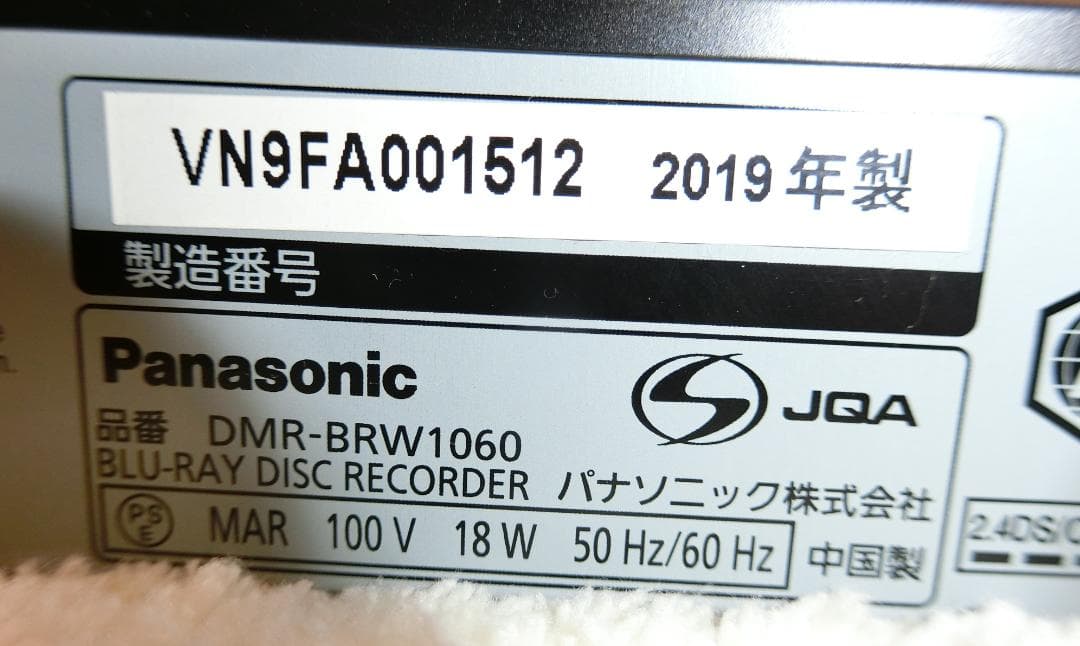 VN9FA001512 2019年製
製造番号
Panasonic
JQA
品番 DMR-BRW1060
BLU-RAY DISC RECORDER パナソニック株式会社
PSE MAR 100 V 18 W 50 Hz/60 Hz 中国製
2.4DS/